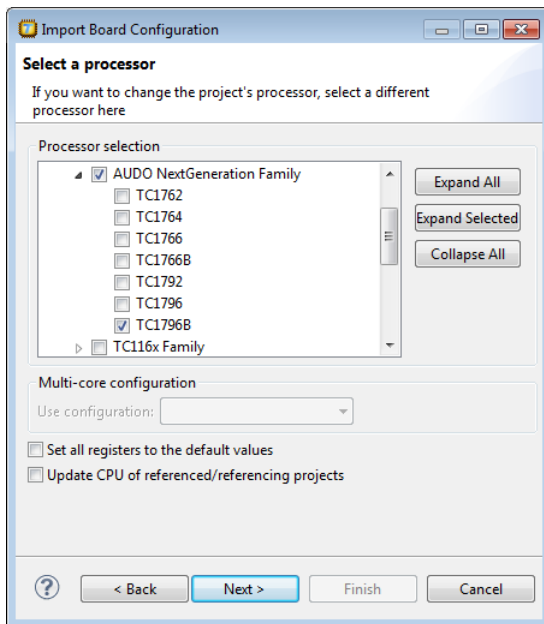 Import Board Configuration
Select a processor
If you want to change the project's processor, select a different
processor here
Processor selection
AUDO NextGeneration Family
TC1762
TC1764
TC1766
TC1766B
TC1792
TC1796
TC1796B
TC116x Family
Expand All
Expand Selected
Collapse All
Multi-core configuration
Use configuration:
Set all registers to the default values
Update CPU of referenced/referencing projects
?
< Back
Next >
Finish
Cancel